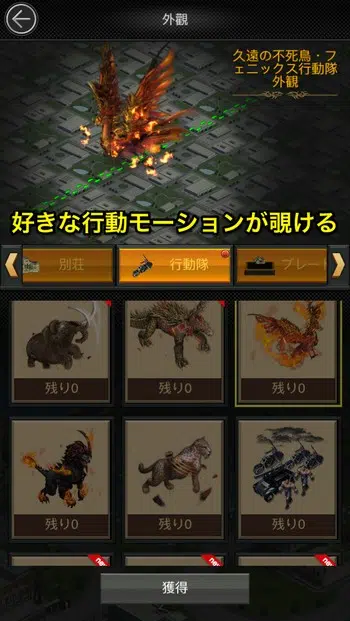 外觀
久遠の不死鳥・フ
ェニックス行動隊
外観
好きな行動モーションが覗ける
別荘
行動隊
プレー
残り0
残り0
残り0
残り0
残り0
残り0
new
new
獲得